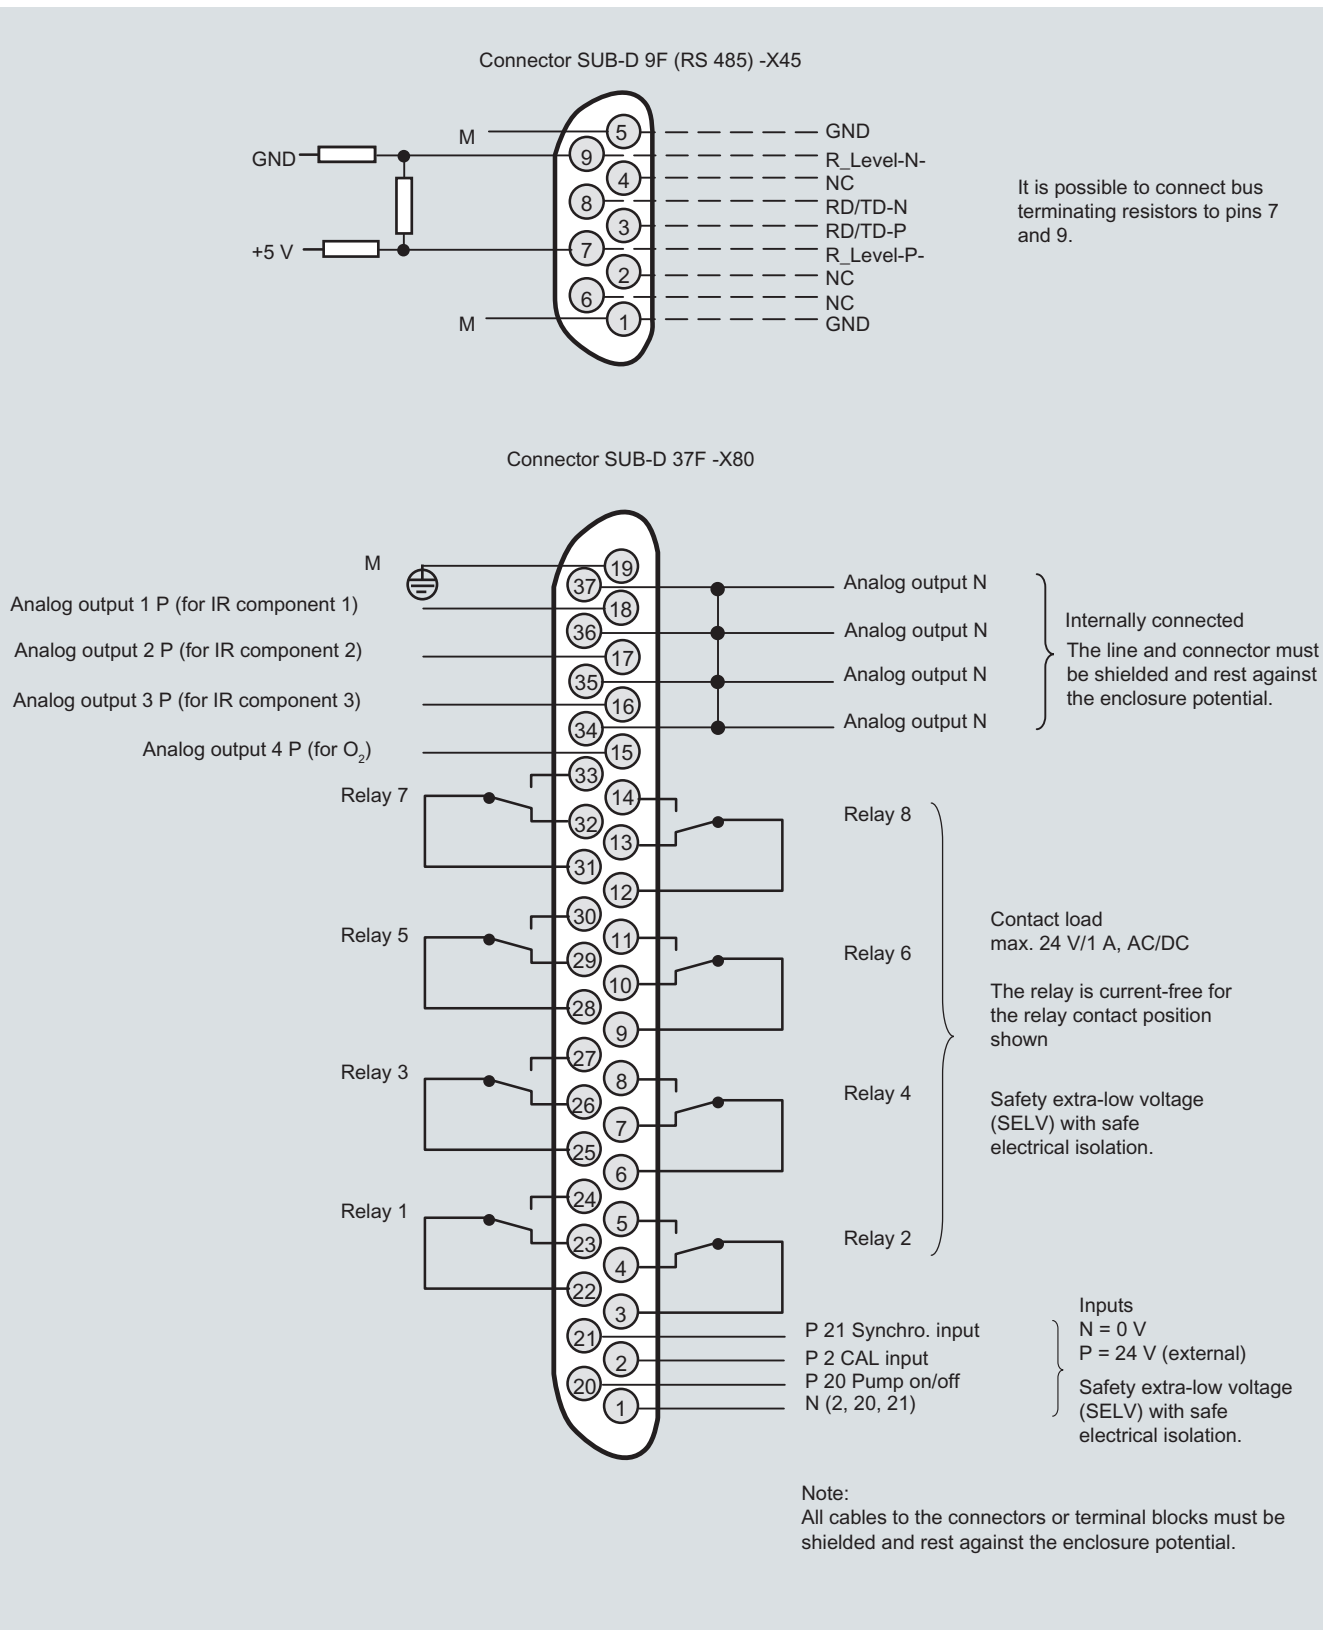 Connector SUB-D 9F (RS 485) -X45
M
5
GND
GND
9
R_Level-N-
4
NC
8
RD/TD-N
3
RD/TD-P
+5 V
7
R_Level-P-
2
NC
6
NC
M
1
GND
It is possible to connect bus
terminating resistors to pins 7
and 9.
Connector SUB-D 37F -X80
M
19
37
Analog output N
Analog output 1 P (for IR component 1)
18
36
Analog output N
Analog output 2 P (for IR component 2)
17
35
Analog output N
Analog output 3 P (for IR component 3)
16
34
Analog output N
Analog output 4 P (for O2)
15
Internally connected
The line and connector must
be shielded and rest against
the enclosure potential.
33
Relay 7
14
Relay 8
32
13
31
12
30
Relay 5
11
Relay 6
29
10
28
9
27
Relay 3
8
Relay 4
26
7
25
6
24
Relay 1
5
Relay 2
23
4
22
3
Contact load
max. 24 V/1 A, AC/DC
The relay is current-free for
the relay contact position
shown
Safety extra-low voltage
(SELV) with safe
electrical isolation.
21
P 21 Synchro. input
2
P 2 CAL input
20
P 20 Pump on/off
1
N (2, 20, 21)
Inputs
N = 0 V
P = 24 V (external)
Safety extra-low voltage
(SELV) with safe
electrical isolation.
Note:
All cables to the connectors or terminal blocks must be
shielded and rest against the enclosure potential.